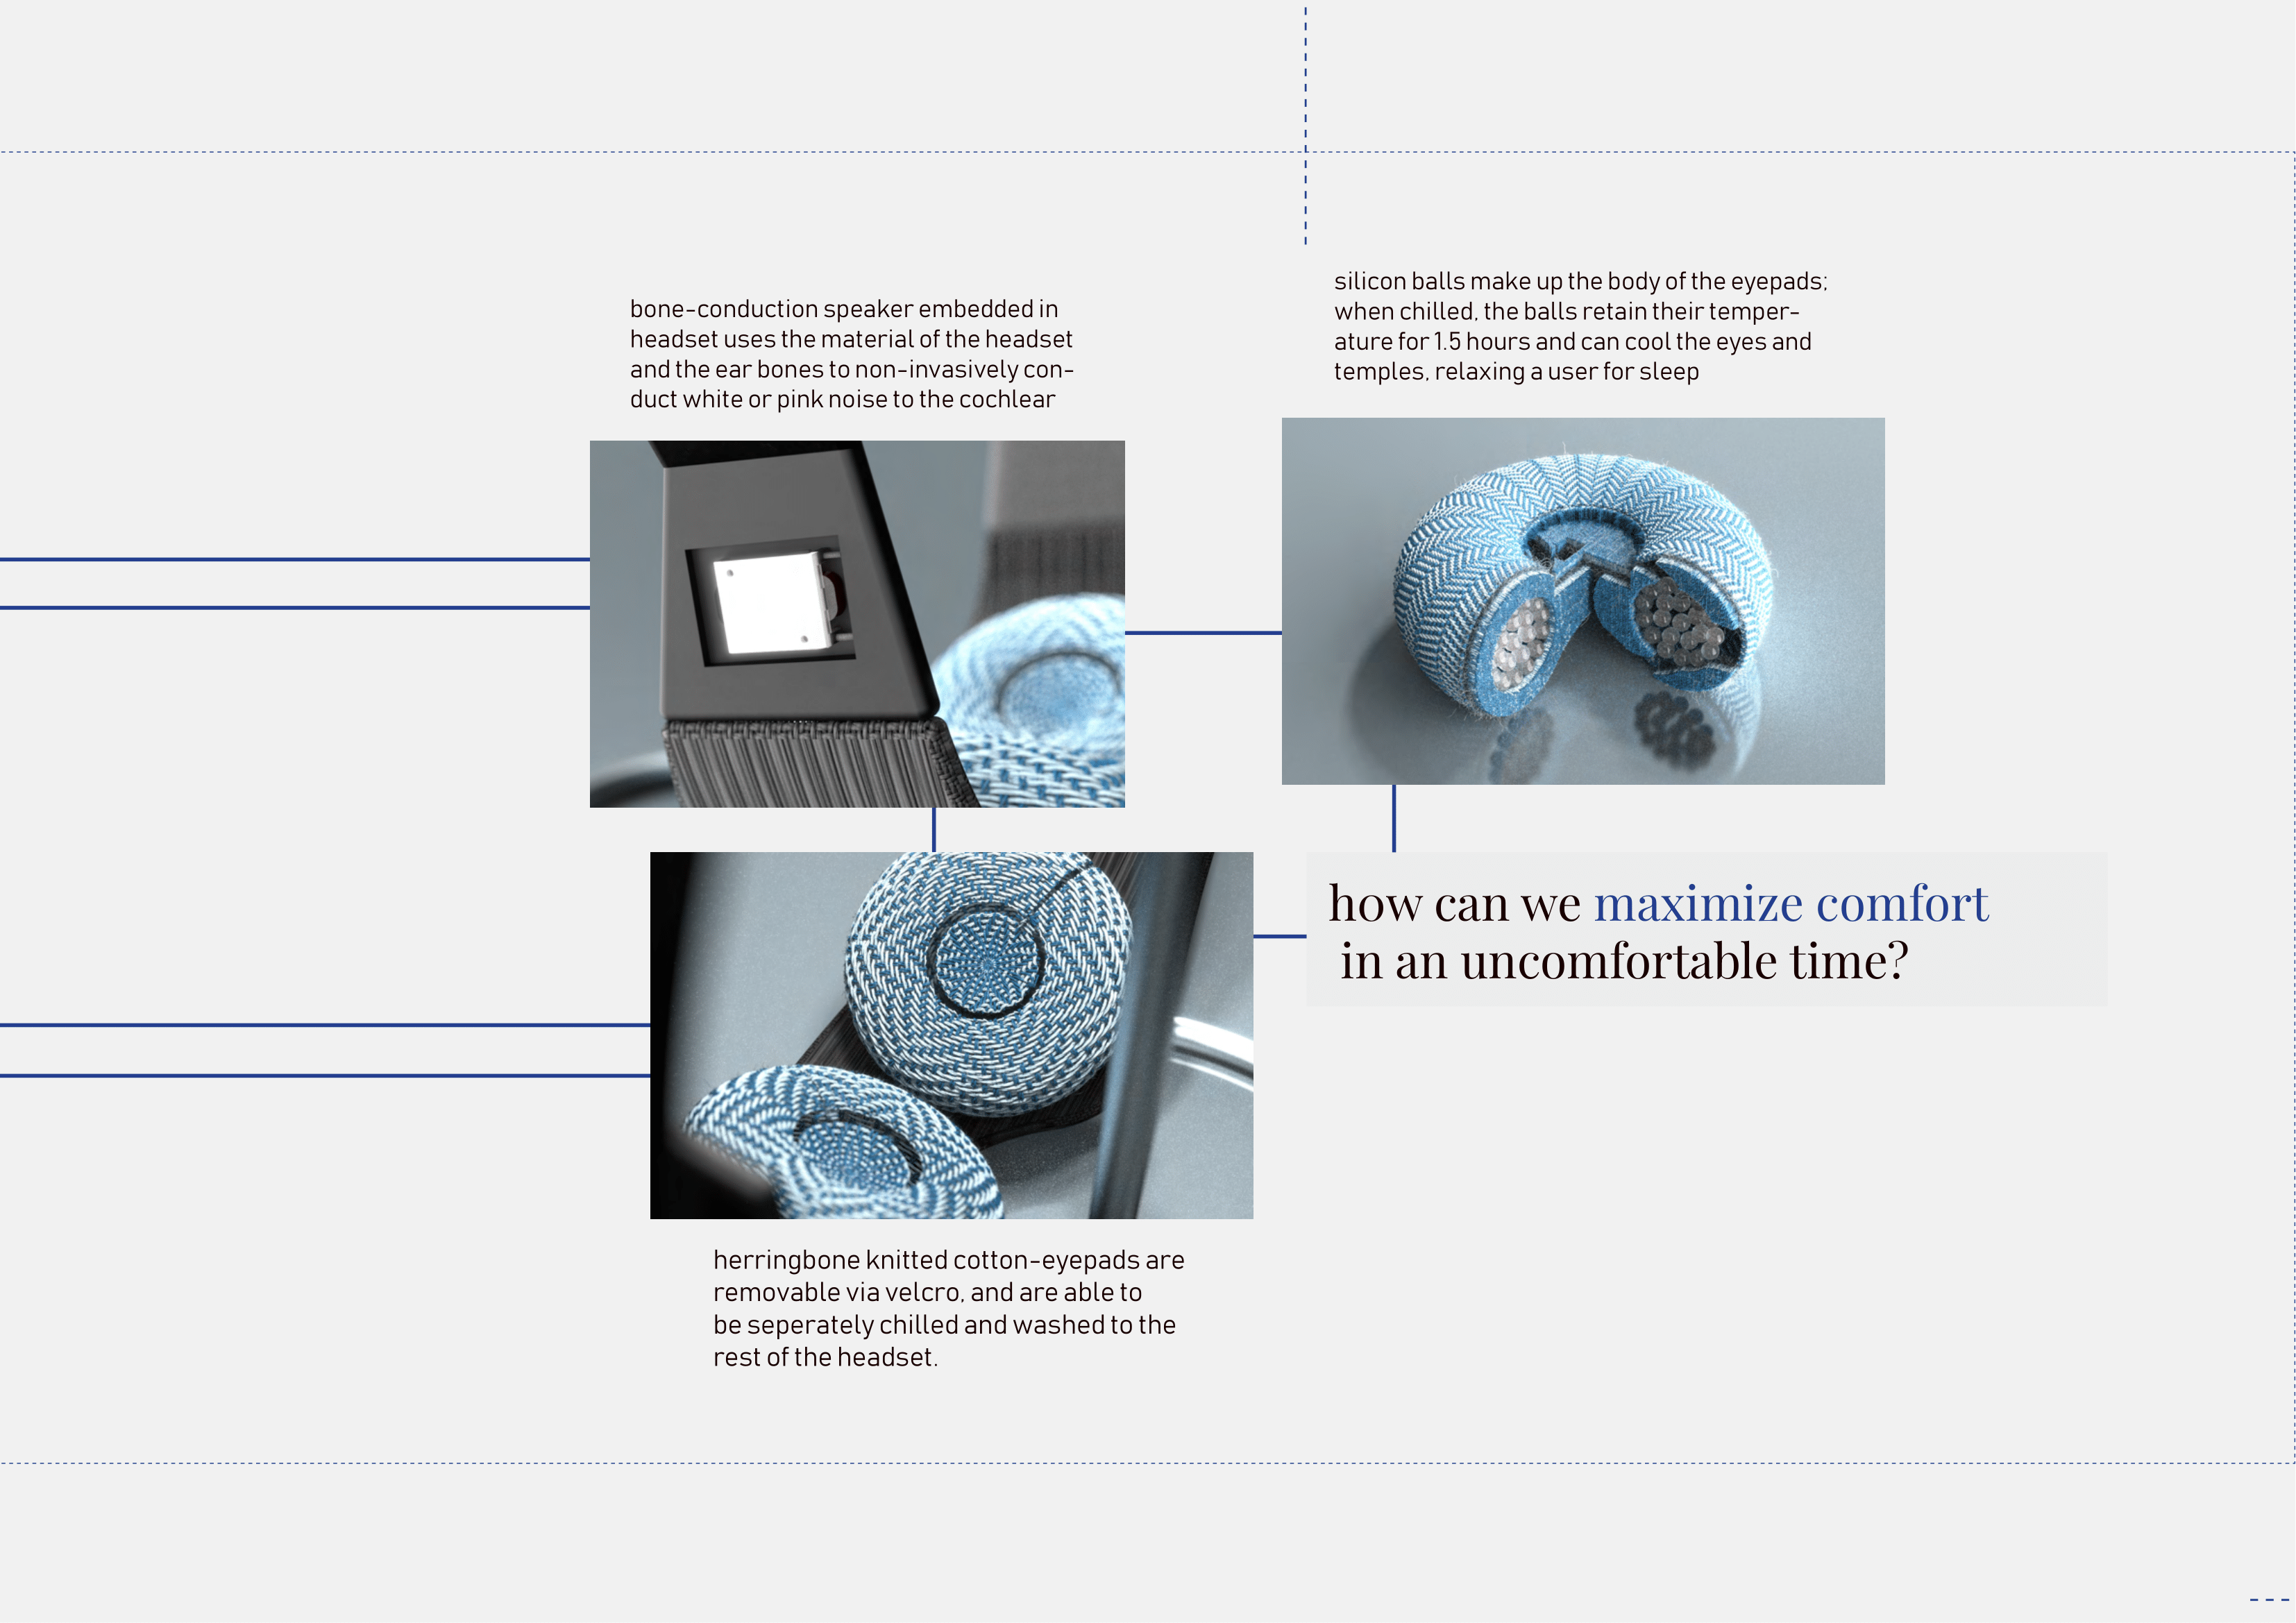 bone-conduction speaker embedded in
headset uses the material of the headset
and the ear bones to non-invasively con-
duct white or pink noise to the cochlear
silicon balls make up the body of the eyepads;
when chilled, the balls retain their temper-
ature for 1.5 hours and can cool the eyes and
temples, relaxing a user for sleep
how can we maximize comfort
in an uncomfortable time?
herringbone knitted cotton-eyepads are
removable via velcro, and are able to
be seperately chilled and washed to the
rest of the headset.